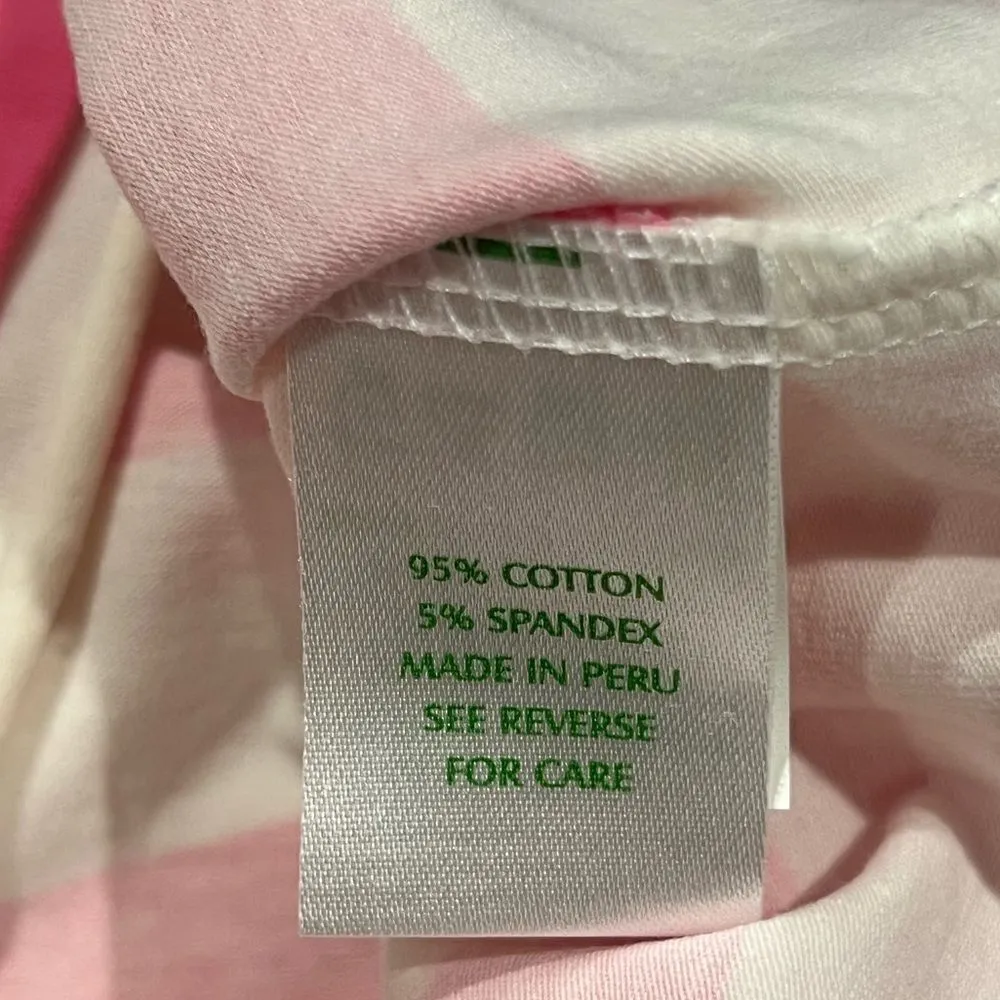 95% COTTON
5% SPANDEX
MADE IN PERU
SEE REVERSE
FOR CARE